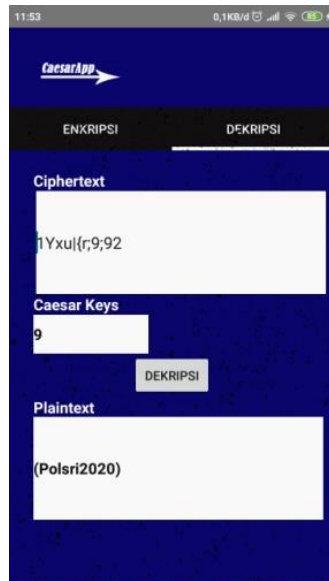 11:53 0,1KB/d
CaesarApp
ENKRIPSI DEKRIPSI
Ciphertext
1Yxu|{r;9;92
Caesar Keys
9
DEKRIPSI
Plaintext
(Polsri2020)